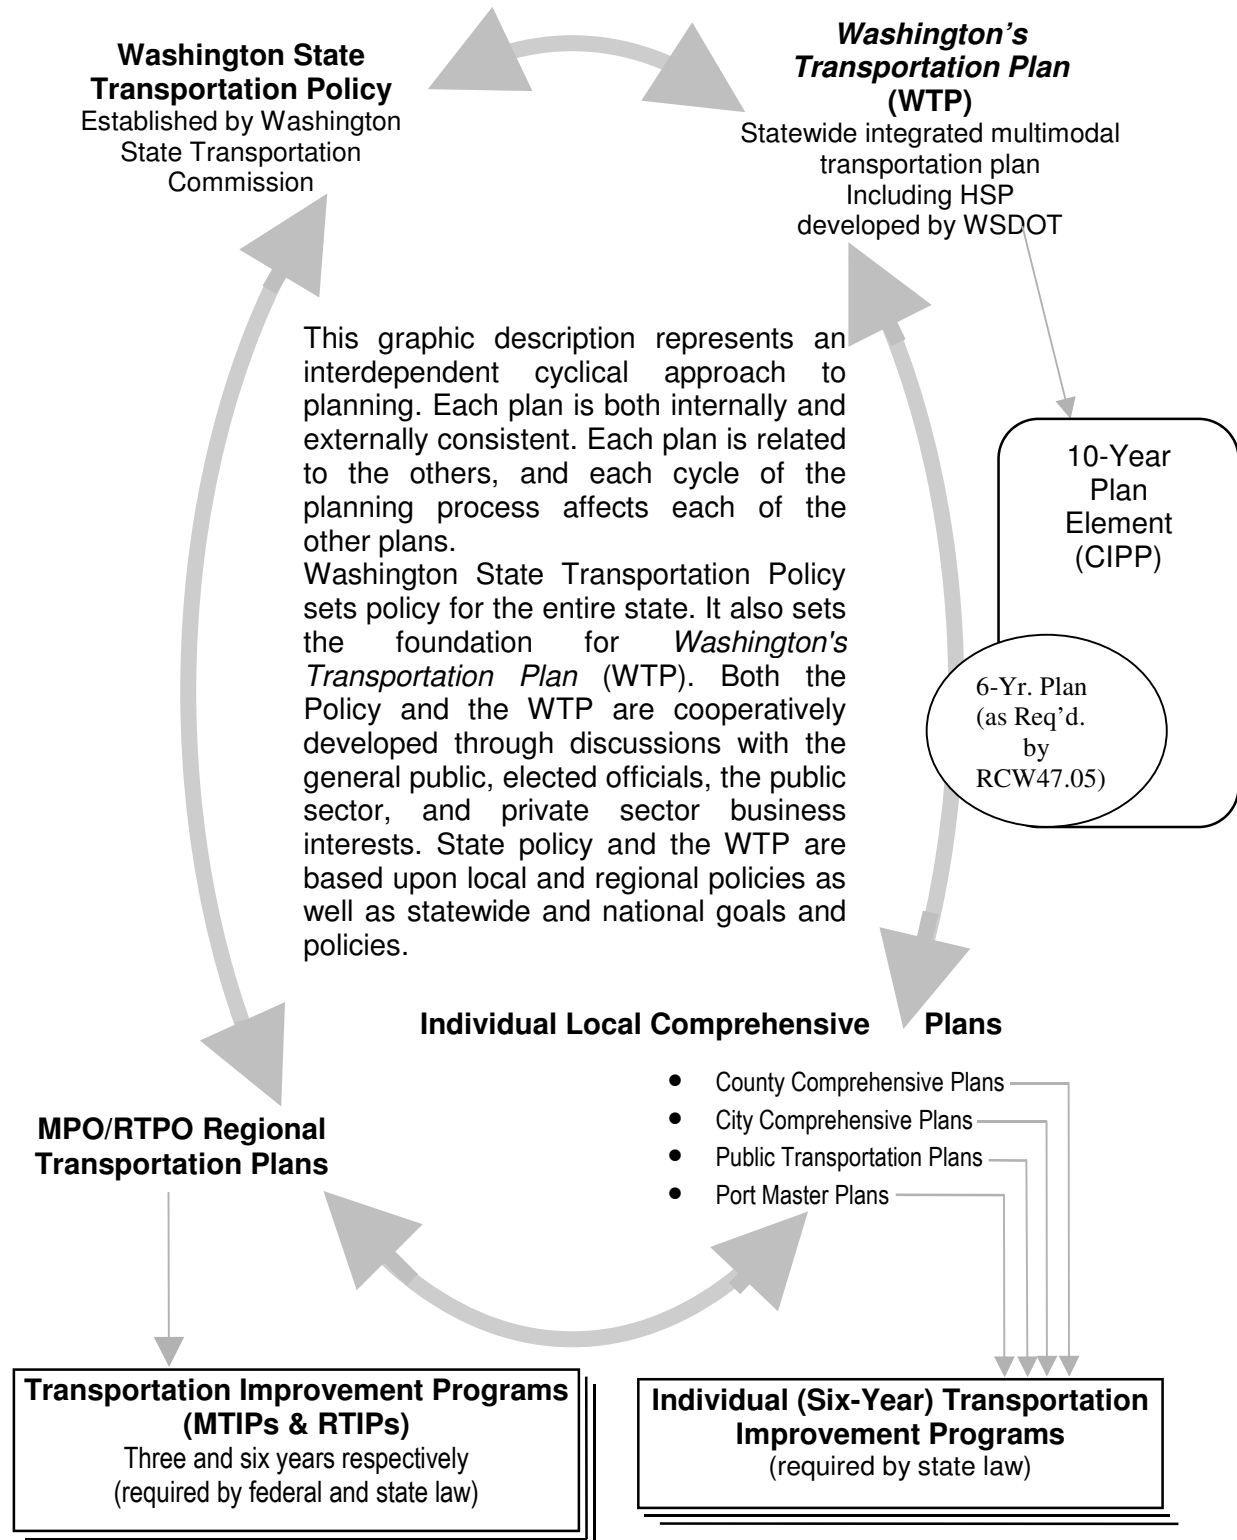 Washington State
Transportation Policy
Established by Washington
State Transportation
Commission
Washington's
Transportation Plan
(WTP)
Statewide integrated multimodal
transportation plan
Including HSP
developed by WSDOT
This graphic description represents an
interdependent cyclical approach to
planning. Each plan is both internally and
externally consistent. Each plan is related
to the others, and each cycle of the
planning process affects each of the
other plans.
Washington State Transportation Policy
sets policy for the entire state. It also sets
the foundation for Washington's
Transportation Plan (WTP). Both the
Policy and the WTP are cooperatively
developed through discussions with the
general public, elected officials, the public
sector, and private sector business
interests. State policy and the WTP are
based upon local and regional policies as
well as statewide and national goals and
policies.
10-Year
Plan
Element
(CIPP)
6-Yr. Plan
(as Req’d.
by
RCW47.05)
Individual Local Comprehensive Plans
• County Comprehensive Plans
• City Comprehensive Plans
• Public Transportation Plans
• Port Master Plans
MPO/RTPO Regional
Transportation Plans
Transportation Improvement Programs
(MTIPs & RTIPs)
Three and six years respectively
(required by federal and state law)
Individual (Six-Year) Transportation
Improvement Programs
(required by state law)